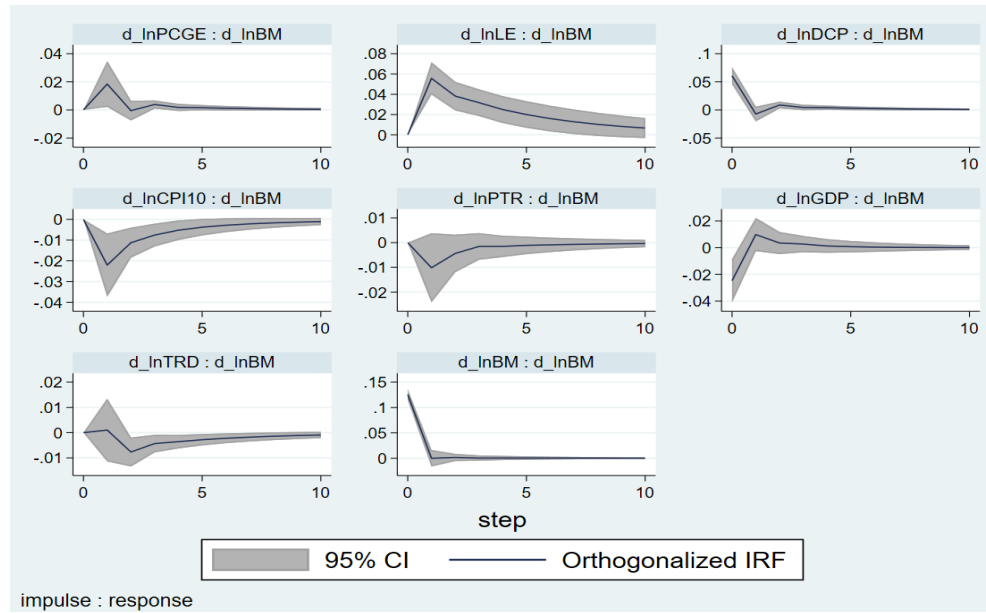 d_lnPCGE : d_lnBM
.04
.02
0
-.02
0 5 10
d_lnLE : d_lnBM
.08
.06
.04
.02
0
0 5 10
d_lnDCP : d_lnBM
.1
.05
0
-.05
0 5 10
d_lnCPI10 : d_lnBM
0
-.01
-.02
-.03
-.04
0 5 10
d_lnPTR : d_lnBM
.01
0
-.01
-.02
0 5 10
d_lnGDP : d_lnBM
.02
0
-.02
-.04
0 5 10
d_lnTRD : d_lnBM
.02
.01
0
-.01
0 5 10
d_lnBM : d_lnBM
.15
.1
.05
0
0 5 10
step
95% CI Orthogonalized IRF
impulse : response